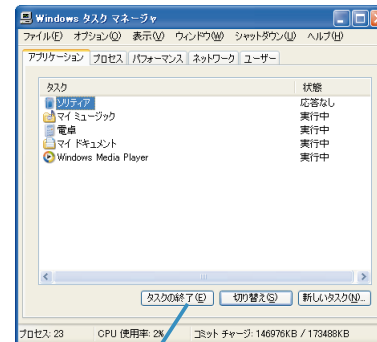 Windows タスク マネージャ
ファイル(F) オプション(O) 表示(V) ウィンドウ(W) シャットダウン(U) ヘルプ(H)
アプリケーション プロセス パフォーマンス ネットワーク ユーザー
タスク 状態
ソリティア 応答なし
マイ ミュージック 実行中
電卓 実行中
マイ ドキュメント 実行中
Windows Media Player 実行中
タスクの終了(E) 切り替え(S) 新しいタスク(N)...
プロセス: 23 CPU 使用率: 2% コミット チャージ: 146976KB / 173488KB